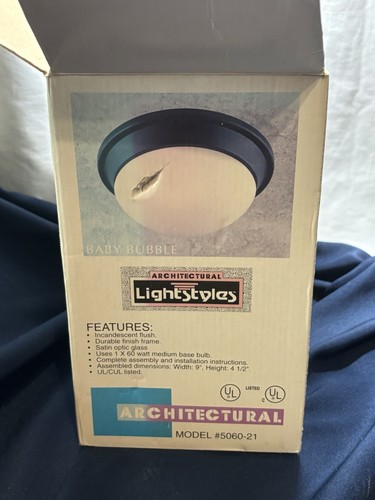 BABY BUBBLE
ARCHITECTURAL
LightStyles
FEATURES:
• Incandescent flush.
• Durable finish frame.
• Satin optic glass
• Uses 1 X 60 watt medium base bulb.
• Complete assembly and installation instructions.
• Assembled dimensions: Width: 9", Height: 4 1/2"
• UL/CUL listed.
UL LISTED C UL
ARCHITECTURAL
MODEL #5060-21